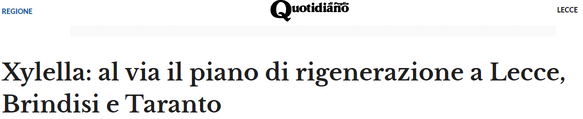 REGIONE
Quotidiano
LECCE
Xylella: al via il piano di rigenerazione a Lecce,
Brindisi e Taranto